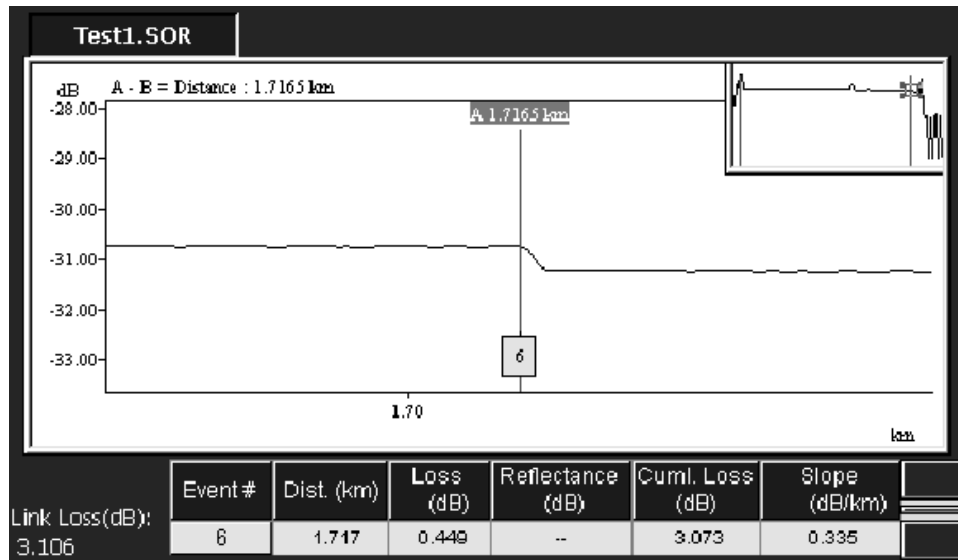 Test1.SOR
dB A - B = Distance : 1.7165 km
A 1.7165 km
-28.00
-29.00
-30.00
-31.00
-32.00
-33.00
6
1.70
km
Event # Dist. (km) Loss (dB) Reflectance (dB) Cuml. Loss (dB) Slope (dB/km)
Link Loss(dB):
3.106
6 1.717 0.449 -- 3.073 0.335